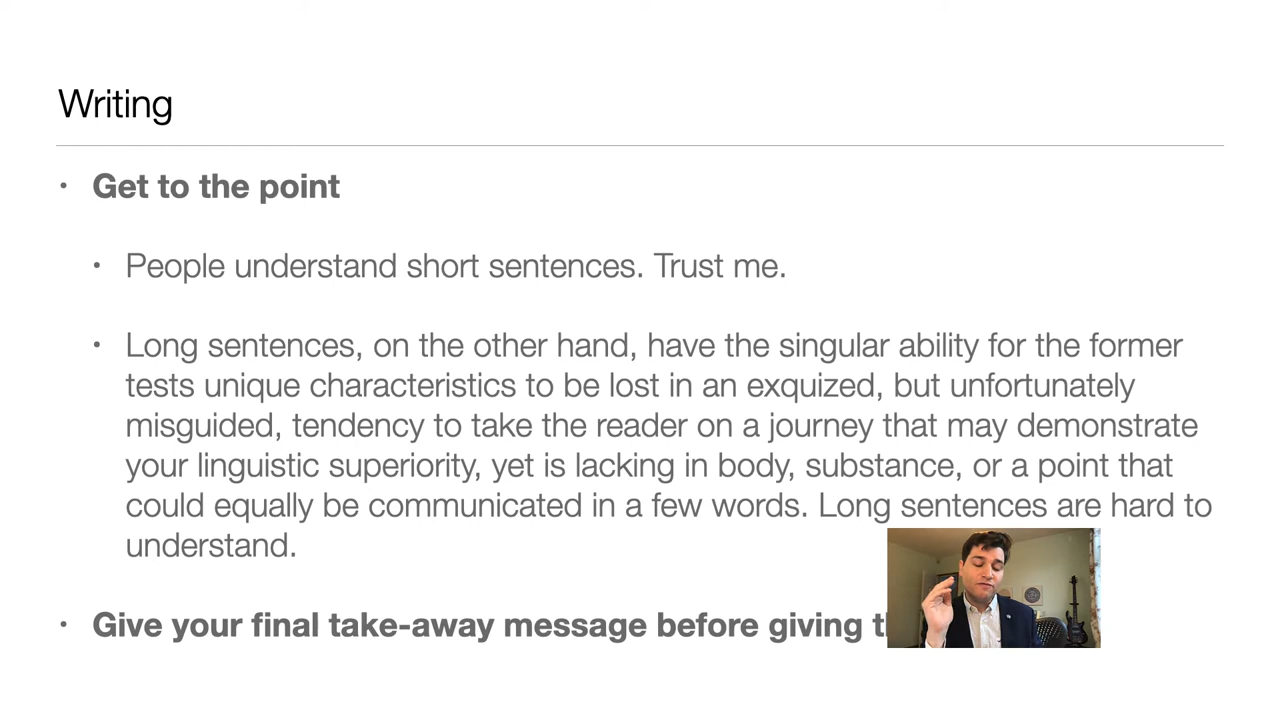 Writing
• Get to the point
• People understand short sentences. Trust me.
• Long sentences, on the other hand, have the singular ability for the former
tests unique characteristics to be lost in an exquized, but unfortunately
misguided, tendency to take the reader on a journey that may demonstrate
your linguistic superiority, yet is lacking in body, substance, or a point that
could equally be communicated in a few words. Long sentences are hard to
understand.
• Give your final take-away message before giving